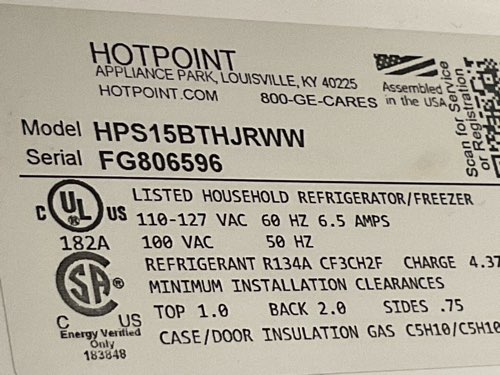 HOTPOINT
APPLIANCE PARK, LOUISVILLE, KY 40225
HOTPOINT.COM 800-GE-CARES
Assembled
in the USA
Scan for Service
or Registration
Model HPS15BTHJRWW
Serial FG806596
C UL ® US
182A
LISTED HOUSEHOLD REFRIGERATOR/FREEZER
110-127 VAC 60 HZ 6.5 AMPS
100 VAC 50 HZ
REFRIGERANT R134A CF3CH2F CHARGE 4.37
MINIMUM INSTALLATION CLEARANCES
TOP 1.0 BACK 2.0 SIDES .75
CASE/DOOR INSULATION GAS C5H10/C5H10
SA ®
C US
Energy Verified
Only
183848